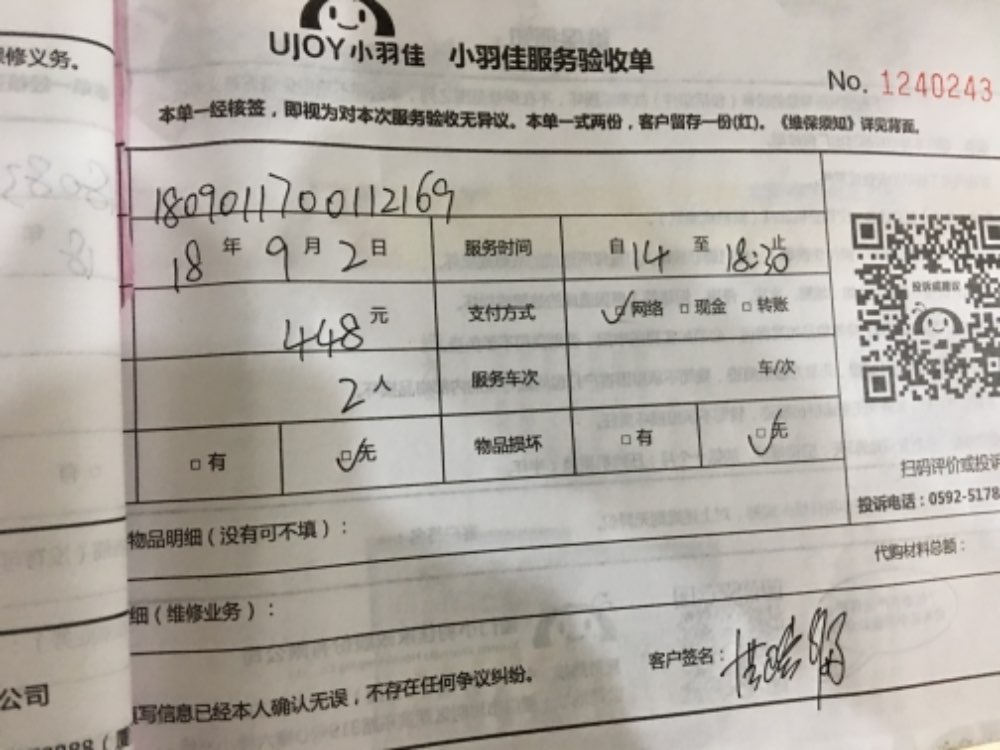 修义务。
UJOY小羽佳 小羽佳服务验收单
No. 1240243
本单一经核签，即视为对本次服务验收无异议。本单一式两份，客户留存一份(红)。《维保须知》详见背面。
1809011700112169
18 年 9 月 2 日 服务时间 自 14 至 18:30 止
448 元 支付方式 网络 现金 转账
投诉或建议
2 人 服务车次 车/次
有 无 物品损坏 有 无
扫码评价或投诉
投诉电话：0592-5178
物品明细（没有可不填）：
代购材料总额：
细（维修业务）：
客户签名：
填写信息已经本人确认无误，不存在任何争议纠纷。
公司